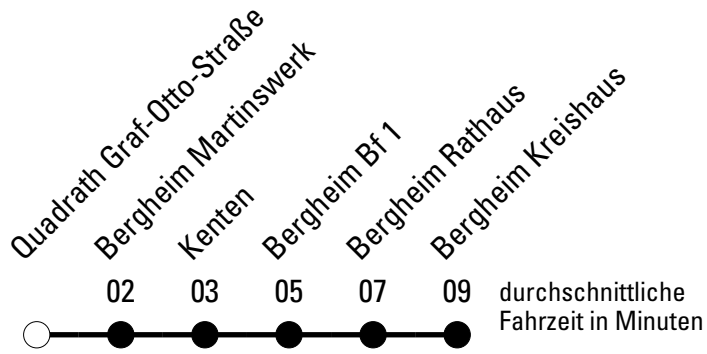 Quadrath Graf-Otto-Straße
Bergheim Martinswerk
Kenten
Bergheim Bf 1
Bergheim Rathaus
Bergheim Kreishaus
02 03 05 07 09
durchschnittliche
Fahrzeit in Minuten